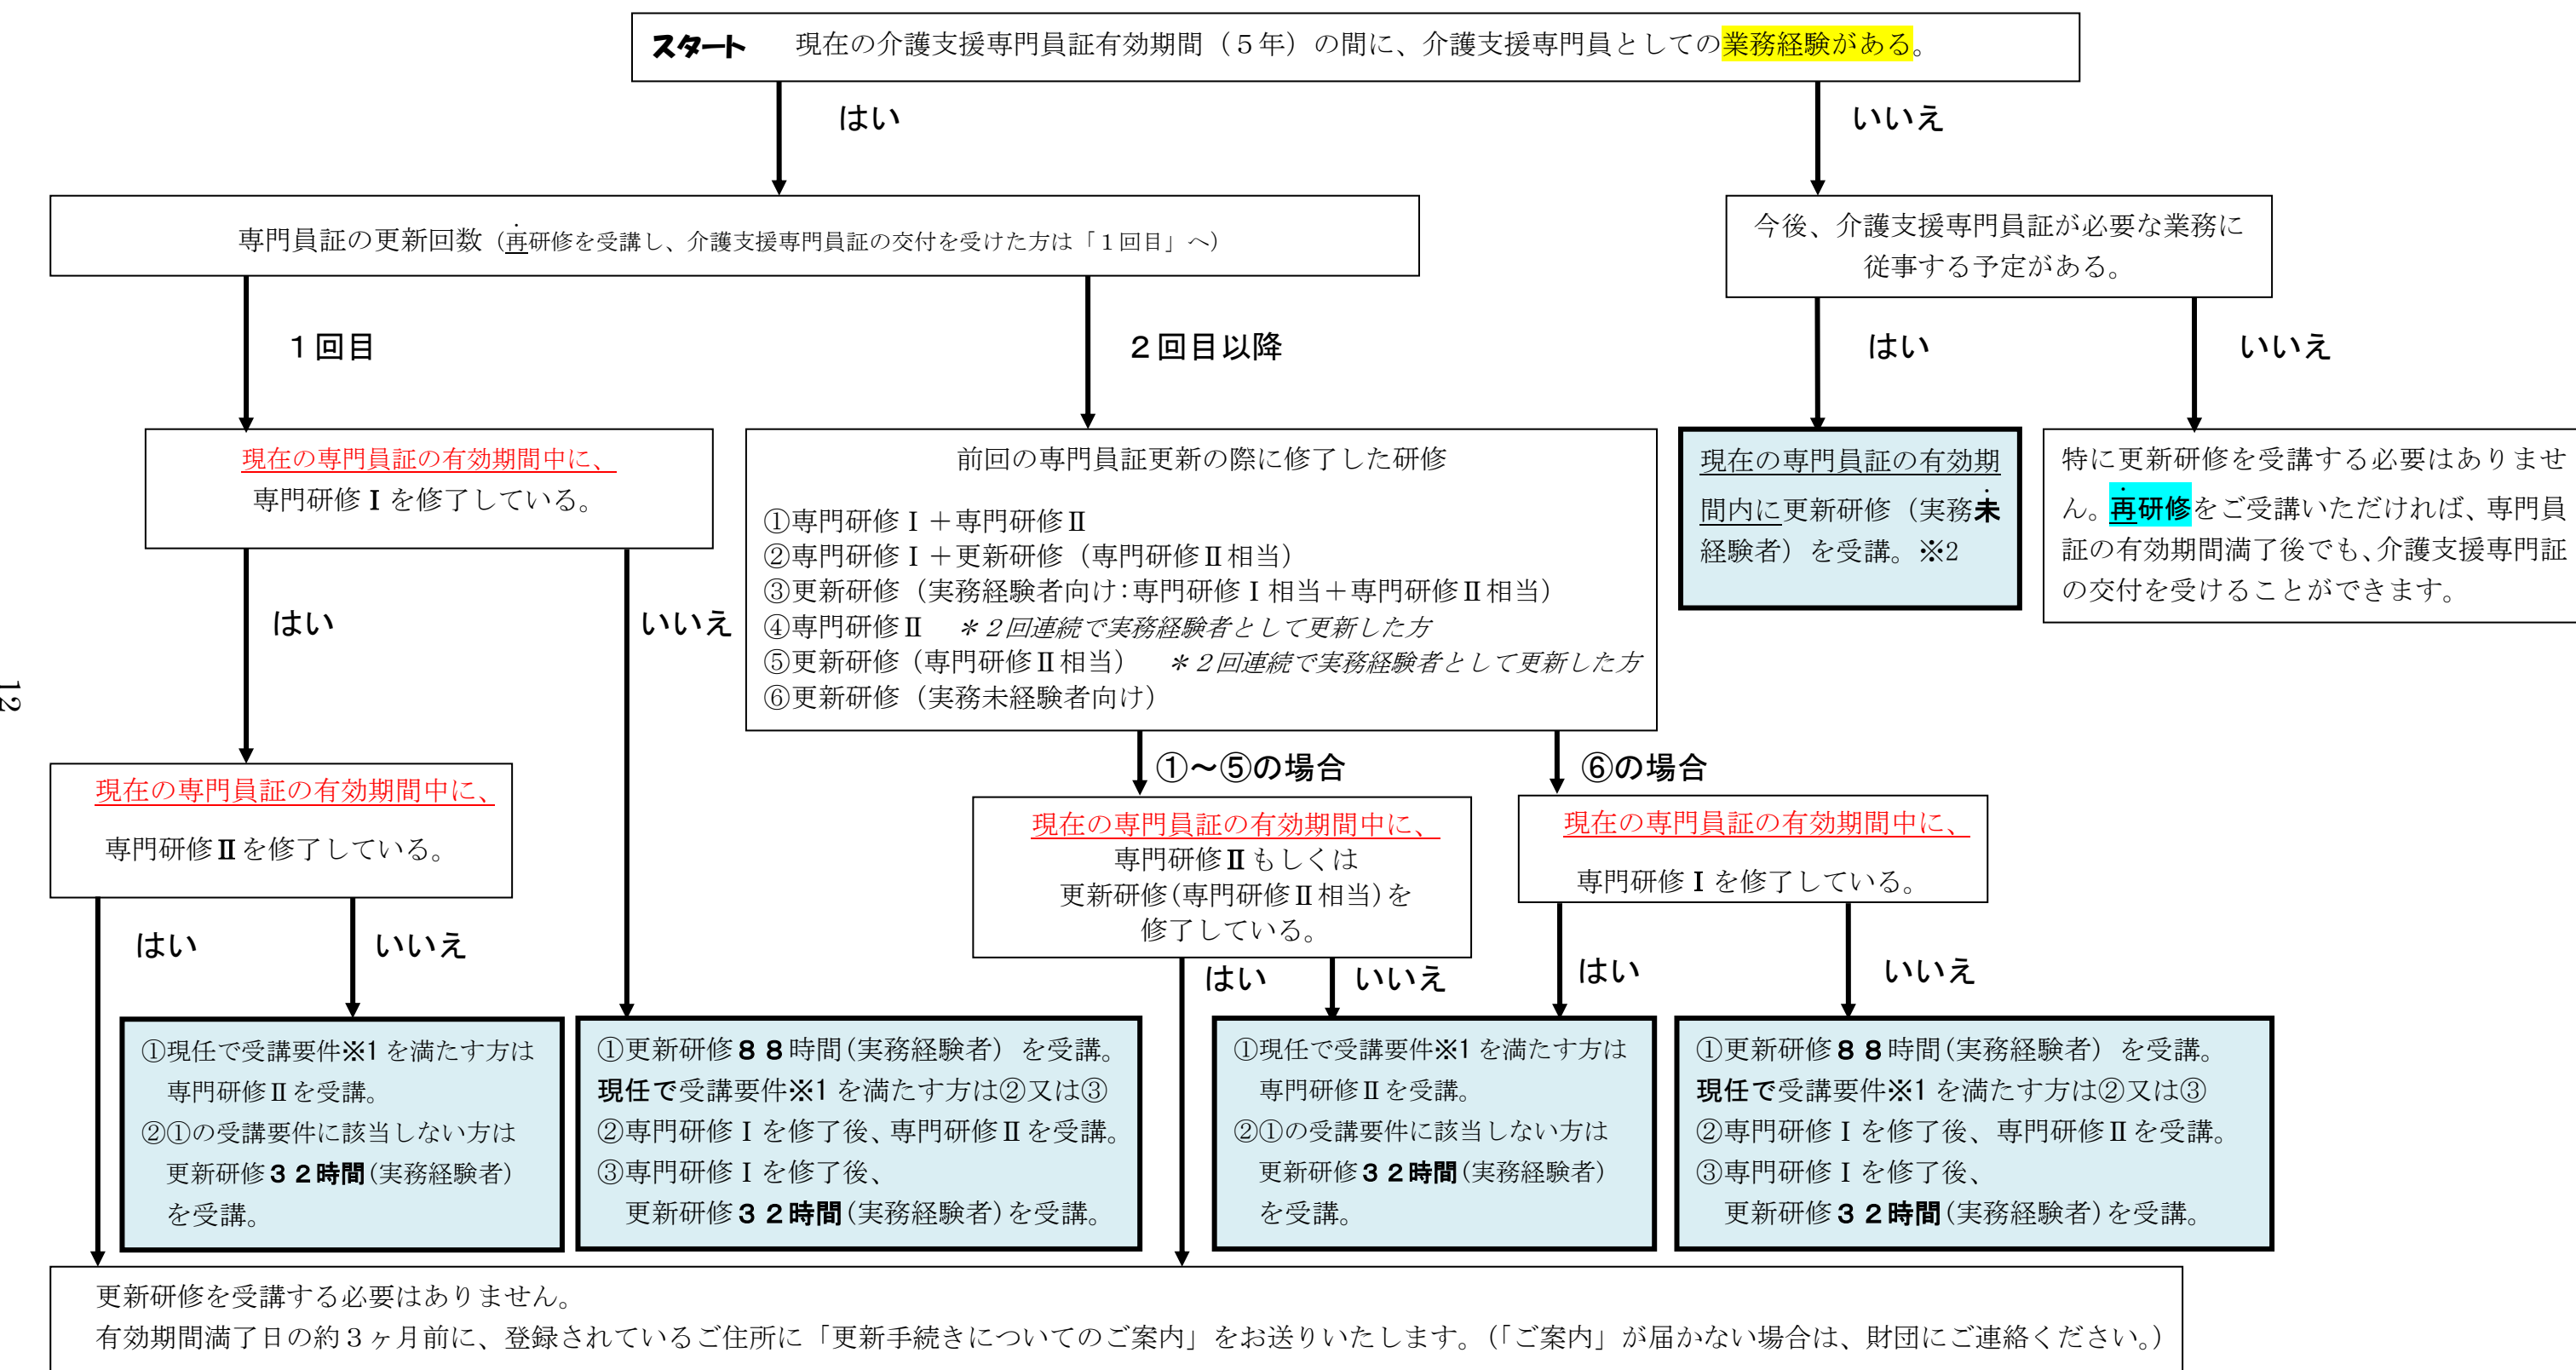 スタート　現在の介護支援専門員証有効期間（５年）の間に、介護支援専門員としての業務経験がある。
はい
いいえ
専門員証の更新回数（再研修を受講し、介護支援専門員証の交付を受けた方は「１回目」へ）
今後、介護支援専門員証が必要な業務に
従事する予定がある。
１回目
２回目以降
はい
いいえ
現在の専門員証の有効期間中に、
専門研修Ⅰを修了している。
前回の専門員証更新の際に修了した研修
①専門研修Ⅰ＋専門研修Ⅱ
②専門研修Ⅰ＋更新研修（専門研修Ⅱ相当）
③更新研修（実務経験者向け：専門研修Ⅰ相当＋専門研修Ⅱ相当）
④専門研修Ⅱ　＊２回連続で実務経験者として更新した方
⑤更新研修（専門研修Ⅱ相当）　＊２回連続で実務経験者として更新した方
⑥更新研修（実務未経験者向け）
現在の専門員証の有効期
間内に更新研修（実務未
経験者）を受講。※2
特に更新研修を受講する必要はありませ
ん。再研修をご受講いただければ、専門員
証の有効期間満了後でも、介護支援専門証
の交付を受けることができます。
はい
いいえ
12
①～⑤の場合
⑥の場合
現在の専門員証の有効期間中に、
専門研修Ⅱを修了している。
現在の専門員証の有効期間中に、
専門研修Ⅱもしくは
更新研修(専門研修Ⅱ相当)を
修了している。
現在の専門員証の有効期間中に、
専門研修Ⅰを修了している。
はい
いいえ
はい
いいえ
はい
いいえ
①現任で受講要件※1を満たす方は
専門研修Ⅱを受講。
②①の受講要件に該当しない方は
更新研修３２時間(実務経験者)
を受講。
①更新研修８８時間(実務経験者）を受講。
現任で受講要件※1を満たす方は②又は③
②専門研修Ⅰを修了後、専門研修Ⅱを受講。
③専門研修Ⅰを修了後、
更新研修３２時間(実務経験者)を受講。
①現任で受講要件※1を満たす方は
専門研修Ⅱを受講。
②①の受講要件に該当しない方は
更新研修３２時間(実務経験者)
を受講。
①更新研修８８時間(実務経験者）を受講。
現任で受講要件※1を満たす方は②又は③
②専門研修Ⅰを修了後、専門研修Ⅱを受講。
③専門研修Ⅰを修了後、
更新研修３２時間(実務経験者)を受講。
更新研修を受講する必要はありません。
有効期間満了日の約３ヶ月前に、登録されているご住所に「更新手続きについてのご案内」をお送りいたします。（「ご案内」が届かない場合は、財団にご連絡ください。）